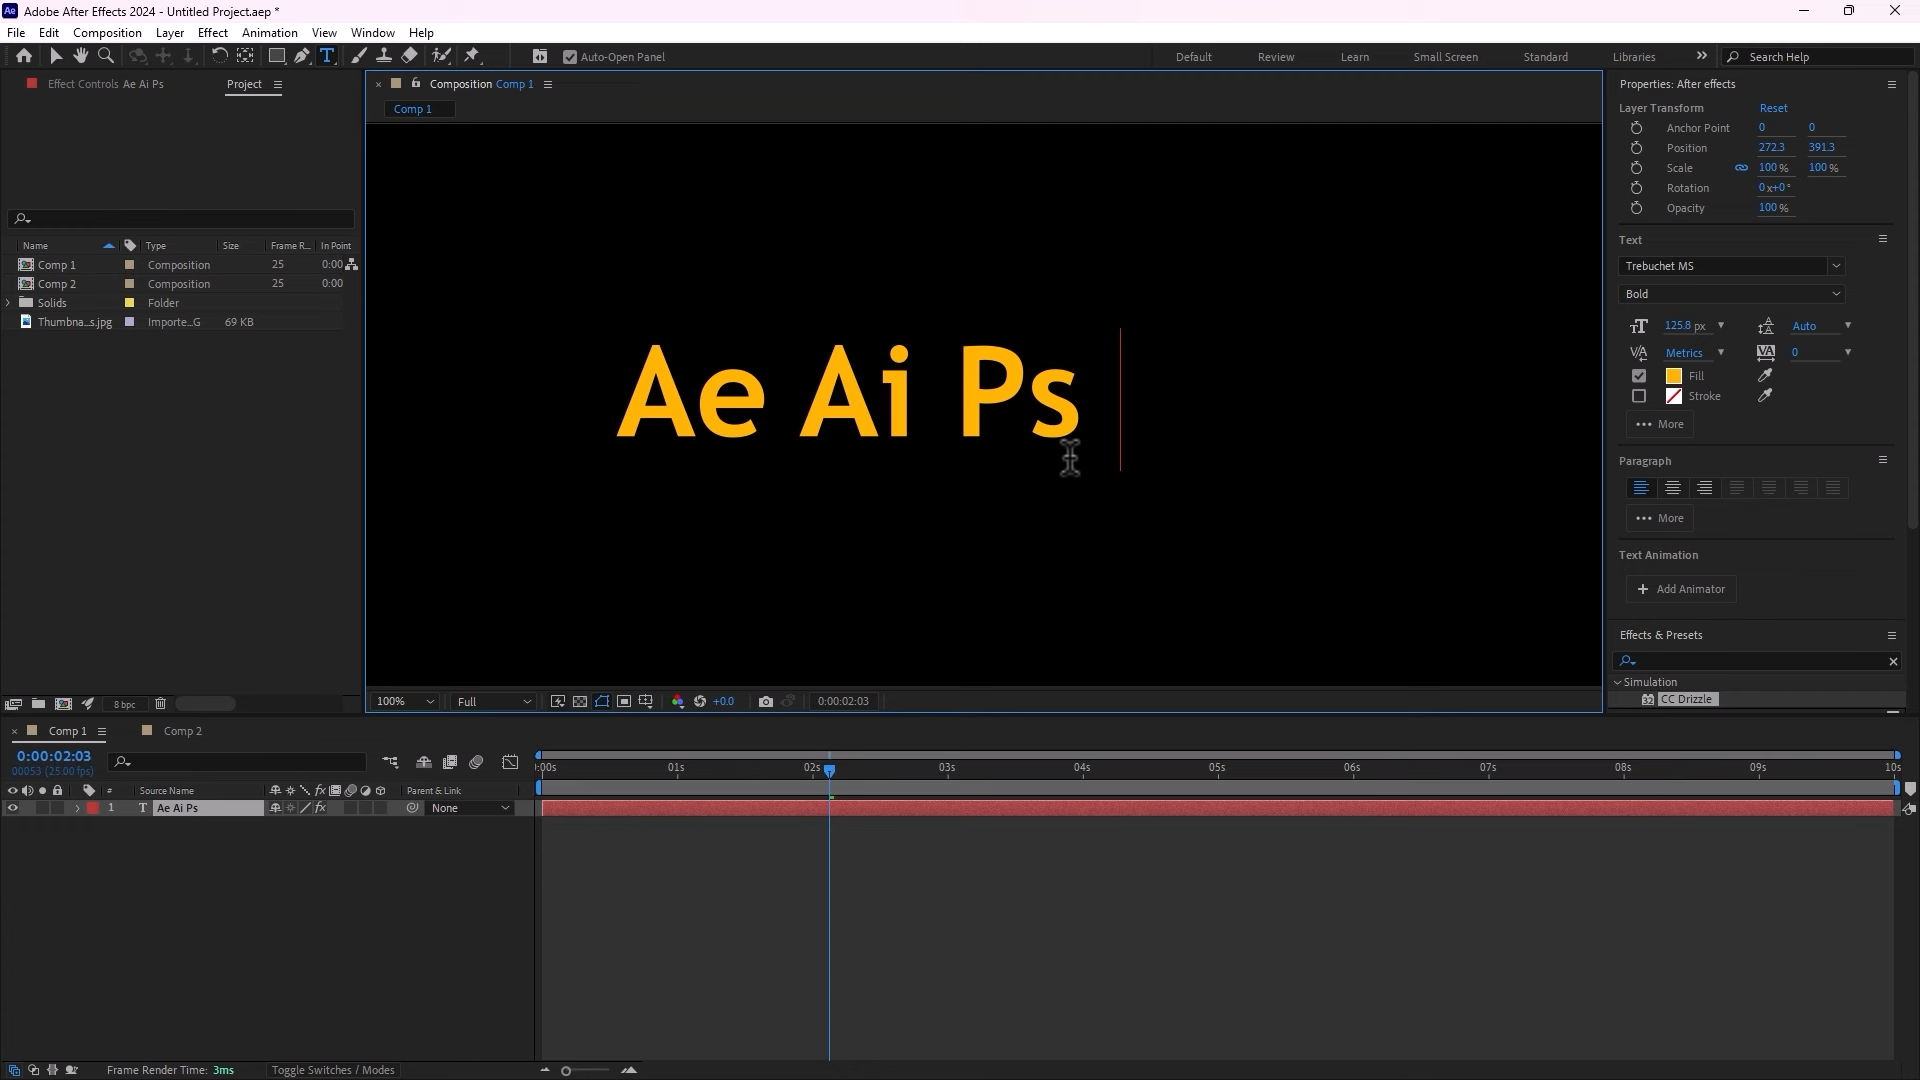 Ae Adobe After Effects 2024 - Untitled Project.aep *
File Edit Composition Layer Effect Animation View Window Help
Auto-Open Panel Default Review Learn Small Screen Standard Libraries Search Help
Effect Controls Ae Ai Ps Project
Composition Comp 1
Comp 1
Name Type Size Frame R... In Point
Comp 1 Composition 25 0:00
Comp 2 Composition 25 0:00
Solids Folder
Thumbna...s.jpg Importe...G 69 KB
8 bpc
Ae Ai Ps
100% Full +0.0 0:00:02:03
Properties: After effects
Layer Transform Reset
Anchor Point 0 0
Position 272.3 391.3
Scale 100 % 100 %
Rotation 0x+0°
Opacity 100 %
Text
Trebuchet MS
Bold
125.8 px Auto
Metrics 0
Fill
Stroke
More
Paragraph
More
Text Animation
+ Add Animator
Effects & Presets
Simulation
32 CC Drizzle
Comp 1 Comp 2
0:00:02:03
00053 (25.00 fps)
# Source Name fx Parent & Link
1 T Ae Ai Ps fx None
:00s 01s 02s 03s 04s 05s 06s 07s 08s 09s 10s
Frame Render Time: 3ms Toggle Switches / Modes